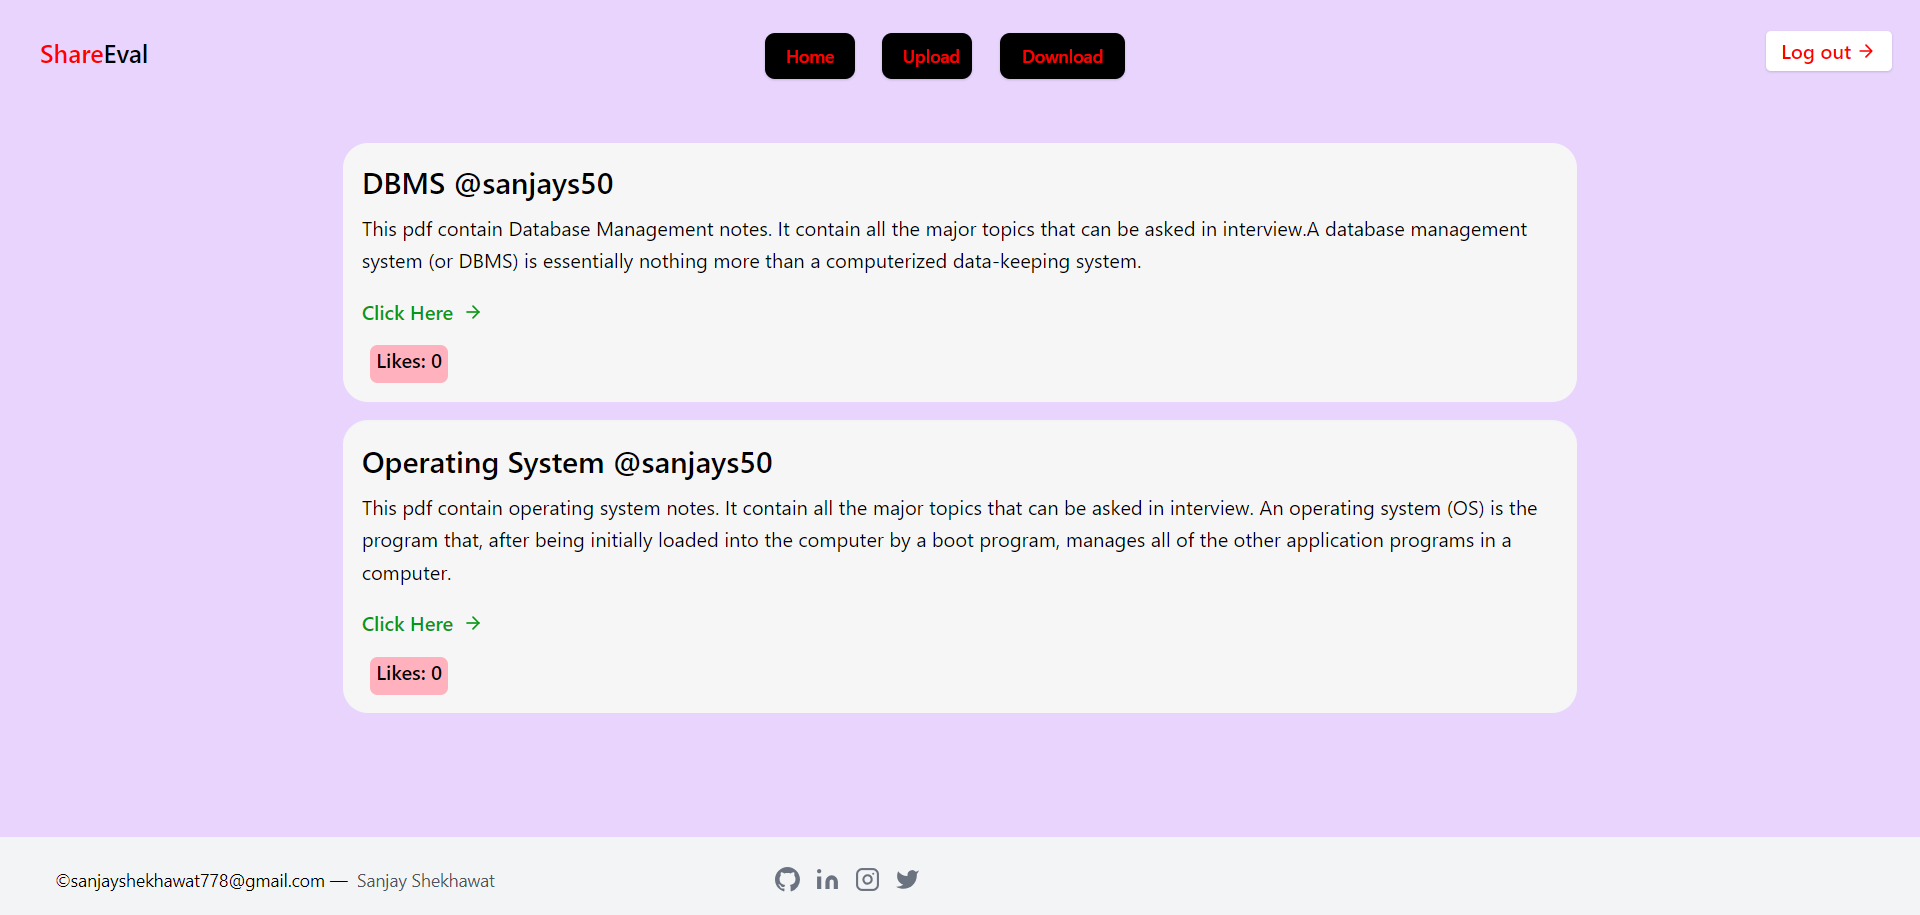 ShareEval
Home
Upload
Download
Log out →
DBMS @sanjays50
This pdf contain Database Management notes. It contain all the major topics that can be asked in interview.A database management
system (or DBMS) is essentially nothing more than a computerized data-keeping system.
Click Here →
Likes: 0
Operating System @sanjays50
This pdf contain operating system notes. It contain all the major topics that can be asked in interview. An operating system (OS) is the
program that, after being initially loaded into the computer by a boot program, manages all of the other application programs in a
computer.
Click Here →
Likes: 0
©sanjayshekhawat778@gmail.com — Sanjay Shekhawat